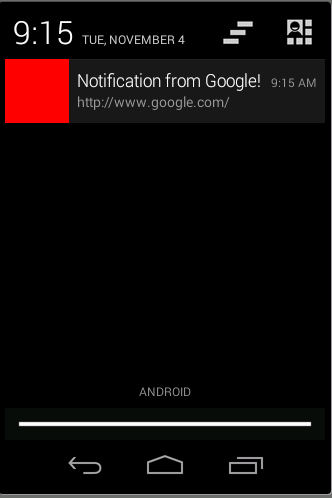 9:15 TUE, NOVEMBER 4
Notification from Google! 9:15 AM
http://www.google.com/
ANDROID